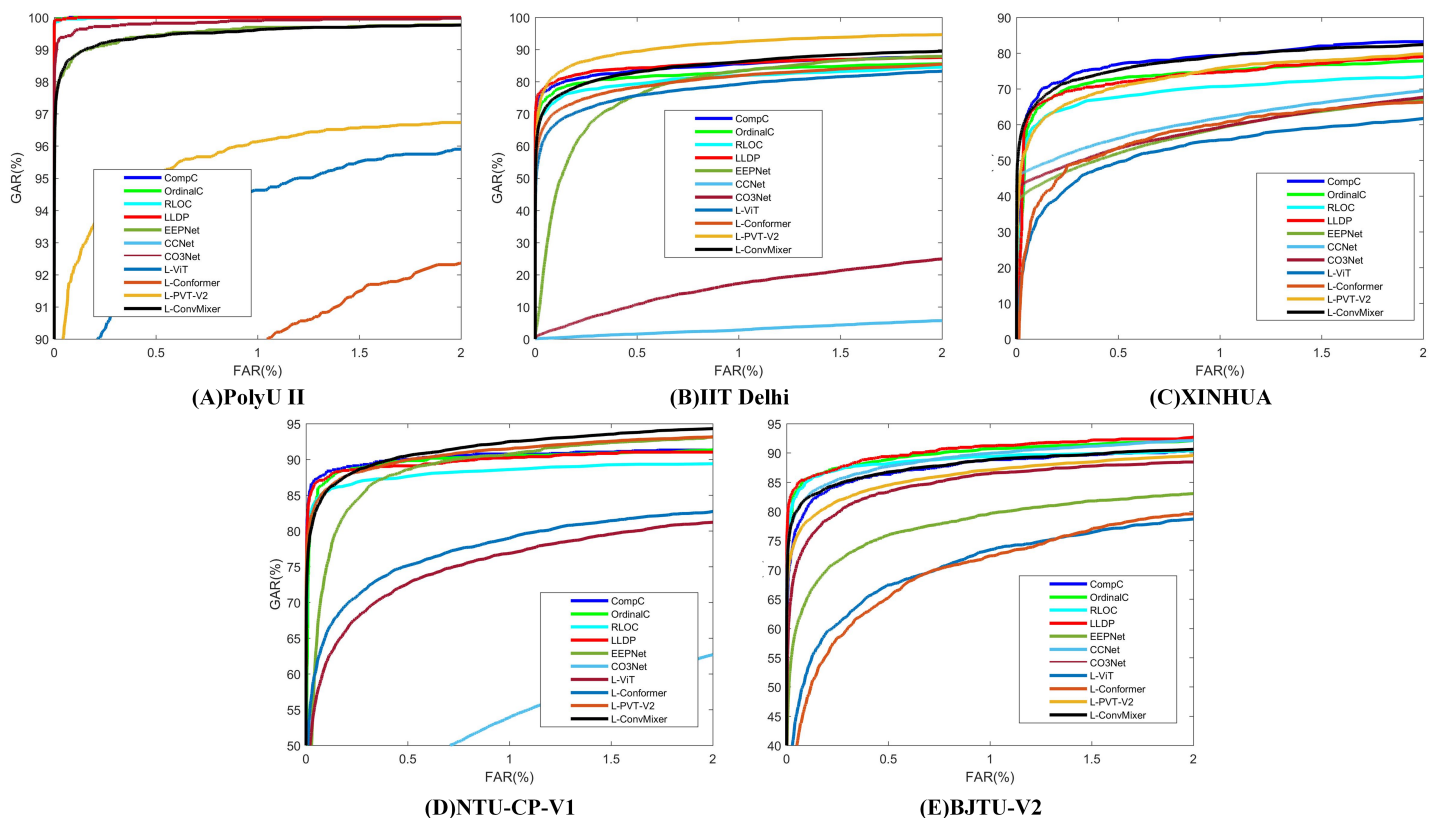 100
99
98
97
96
95
94
93
92
91
90
GAR(%)
CompC
OrdinalC
RLOC
LLDP
EEPNet
CCNet
CO3Net
L-ViT
L-Conformer
L-PVT-V2
L-ConvMixer
0 0.5 1 1.5 2
FAR(%)
(A)PolyU II
100
90
80
70
60
50
40
30
20
10
0
GAR(%)
CompC
OrdinalC
RLOC
LLDP
EEPNet
CCNet
CO3Net
L-ViT
L-Conformer
L-PVT-V2
L-ConvMixer
0 0.5 1 1.5 2
FAR(%)
(B)IIT Delhi
90
80
70
60
50
40
30
20
10
0
CompC
OrdinalC
RLOC
LLDP
EEPNet
CCNet
CO3Net
L-ViT
L-Conformer
L-PVT-V2
L-ConvMixer
0 0.5 1 1.5 2
FAR(%)
(C)XINHUA
95
90
85
80
75
70
65
60
55
50
GAR(%)
CompC
OrdinalC
RLOC
LLDP
EEPNet
CO3Net
L-ViT
L-Conformer
L-PVT-V2
L-ConvMixer
0 0.5 1 1.5 2
FAR(%)
(D)NTU-CP-V1
95
90
85
80
75
70
65
60
55
50
45
40
CompC
OrdinalC
RLOC
LLDP
EEPNet
CCNet
CO3Net
L-ViT
L-Conformer
L-PVT-V2
L-ConvMixer
0 0.5 1 1.5 2
FAR(%)
(E)BJTU-V2